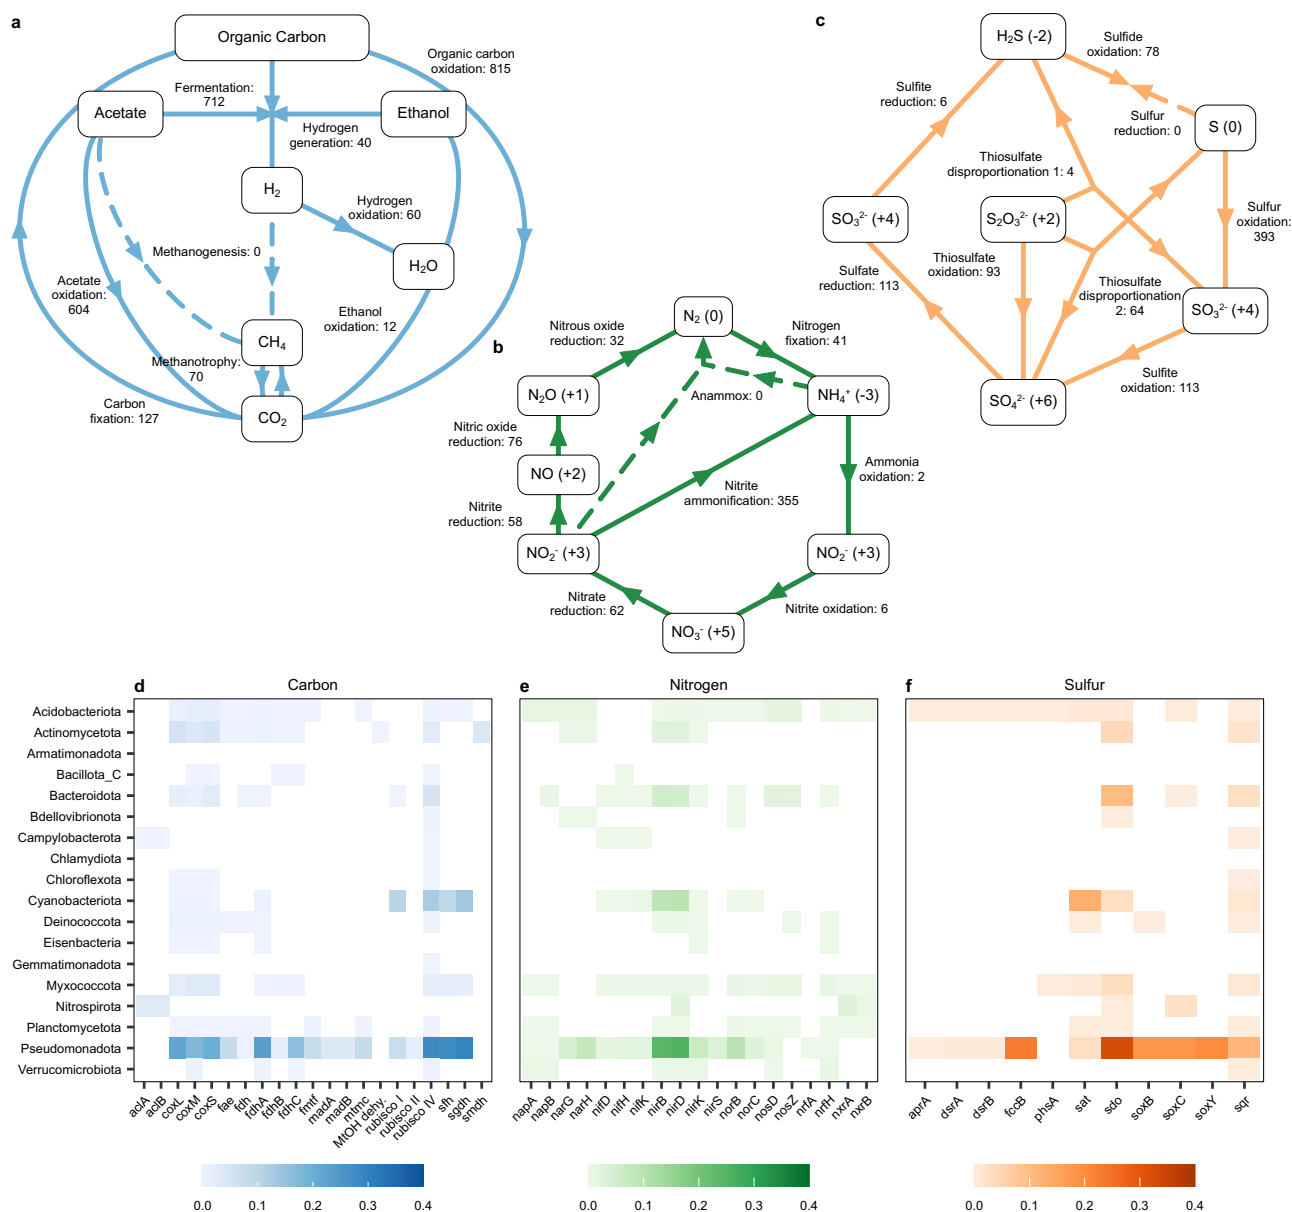 a
Organic Carbon
Organic carbon
oxidation: 815
Fermentation:
712
Acetate
Ethanol
Hydrogen
generation: 40
H₂
Hydrogen
oxidation: 60
Methanogenesis: 0
H₂O
Acetate
oxidation:
604
Ethanol
oxidation: 12
CH₄
Methanotrophy:
70
Carbon
fixation: 127
CO₂
b
N₂ (0)
Nitrous oxide
reduction: 32
Nitrogen
fixation: 41
N₂O (+1)
Anammox: 0
NH₄⁺ (-3)
Nitric oxide
reduction: 76
NO (+2)
Ammonia
oxidation: 2
Nitrite
ammonification: 355
Nitrite
reduction: 58
NO₂⁻ (+3)
NO₂⁻ (+3)
Nitrate
reduction: 62
Nitrite oxidation: 6
NO₃⁻ (+5)
c
H₂S (-2)
Sulfide
oxidation: 78
Sulfite
reduction: 6
Sulfur
reduction: 0
S (0)
Thiosulfate
disproportionation 1: 4
SO₃²⁻ (+4)
S₂O₃²⁻ (+2)
Sulfur
oxidation:
393
Thiosulfate
oxidation: 93
Sulfate
reduction: 113
Thiosulfate
disproportionation
2: 64
SO₃²⁻ (+4)
Sulfite
oxidation: 113
SO₄²⁻ (+6)
d
Carbon
e
Nitrogen
f
Sulfur
Acidobacteriota
Actinomycetota
Armatimonadota
Bacillota_C
Bacteroidota
Bdellovibrionota
Campylobacterota
Chlamydiota
Chloroflexota
Cyanobacteriota
Deinococcota
Eisenbacteria
Gemmatimonadota
Myxococcota
Nitrospirota
Planctomycetota
Pseudomonadota
Verrucomicrobiota
aclA
aclB
coxL
coxM
coxS
fae
fdh
fdhA
fdhB
fdhC
fmtf
madA
madB
mtmc
MtOH dehy.
rubisco I
rubisco II
rubisco IV
sfh
sgdh
smdh
napA
napB
narG
narH
nifD
nifH
nifK
nirB
nirD
nirK
nirS
norB
norC
nosD
nosZ
nrfA
nrfH
nxrA
nxrB
aprA
dsrA
dsrB
fccB
phsA
sat
sdo
soxB
soxC
soxY
sqr
0.0 0.1 0.2 0.3 0.4
0.0 0.1 0.2 0.3 0.4
0.0 0.1 0.2 0.3 0.4